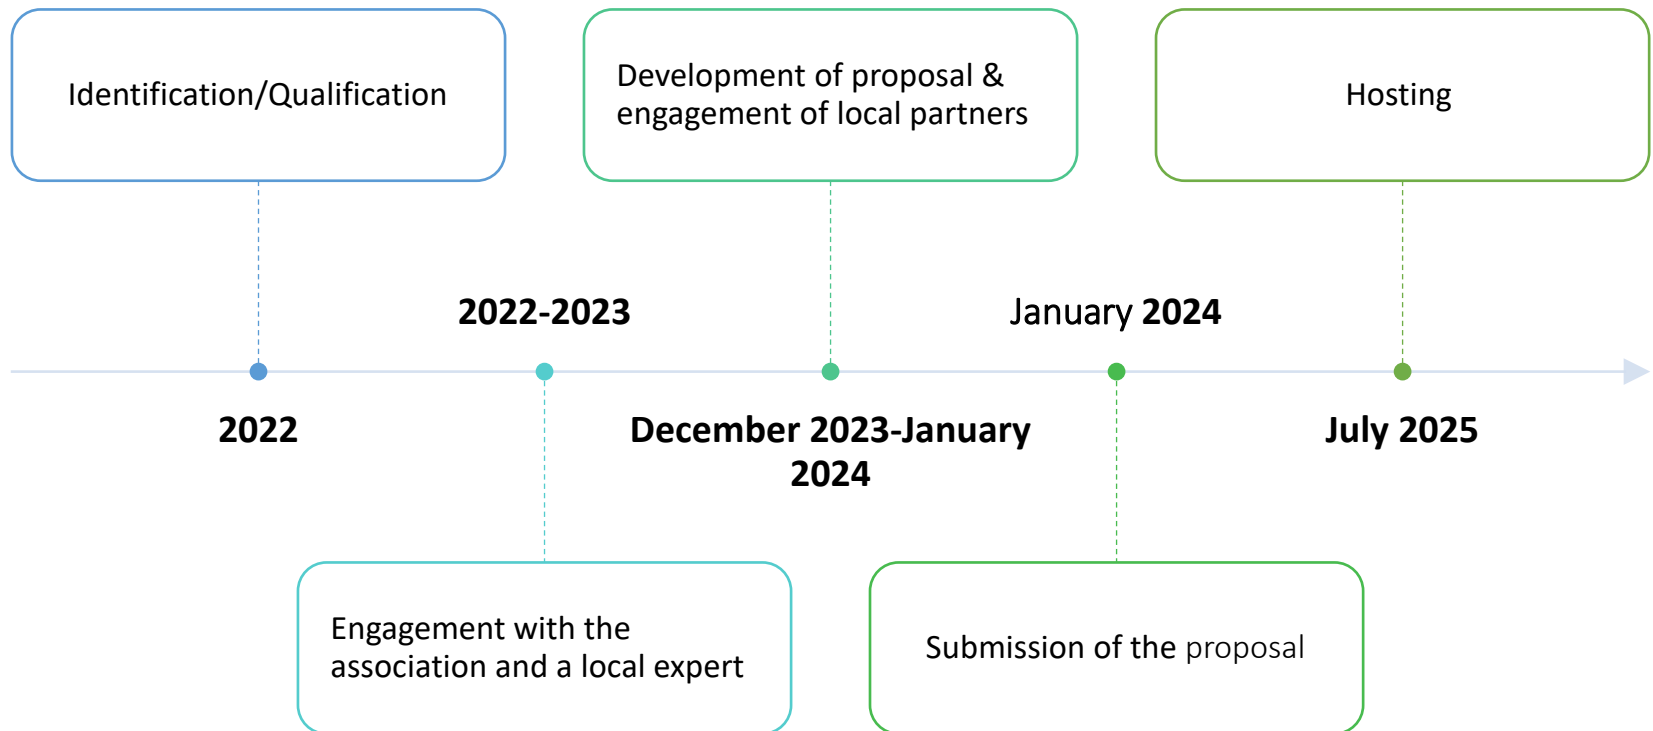 Identification/Qualification
Development of proposal &
engagement of local partners
Hosting
2022-2023
January 2024
2022
December 2023-January
2024
July 2025
Engagement with the
association and a local expert
Submission of the proposal